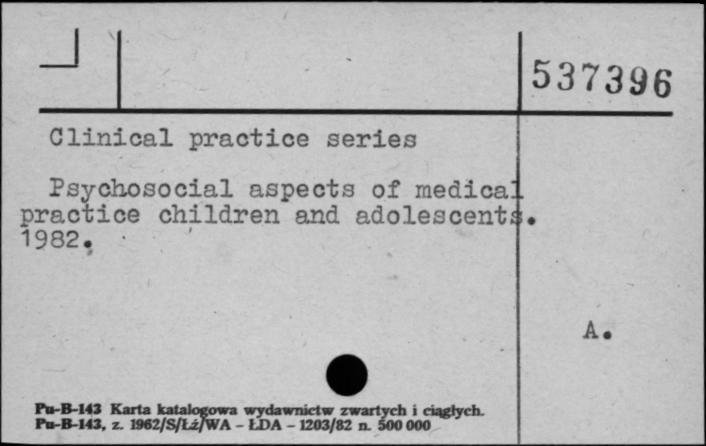 537396
Clinical practice series
Psychosocial aspects of medical
practice children and adolescents.
1982.
A.
Pu-B-143 Karta katalogowa wydawnictw zwartych i ciągłych.
Pu-B-143, z. 1962/S/Łź/WA - ŁDA - 1203/82 n. 500 000